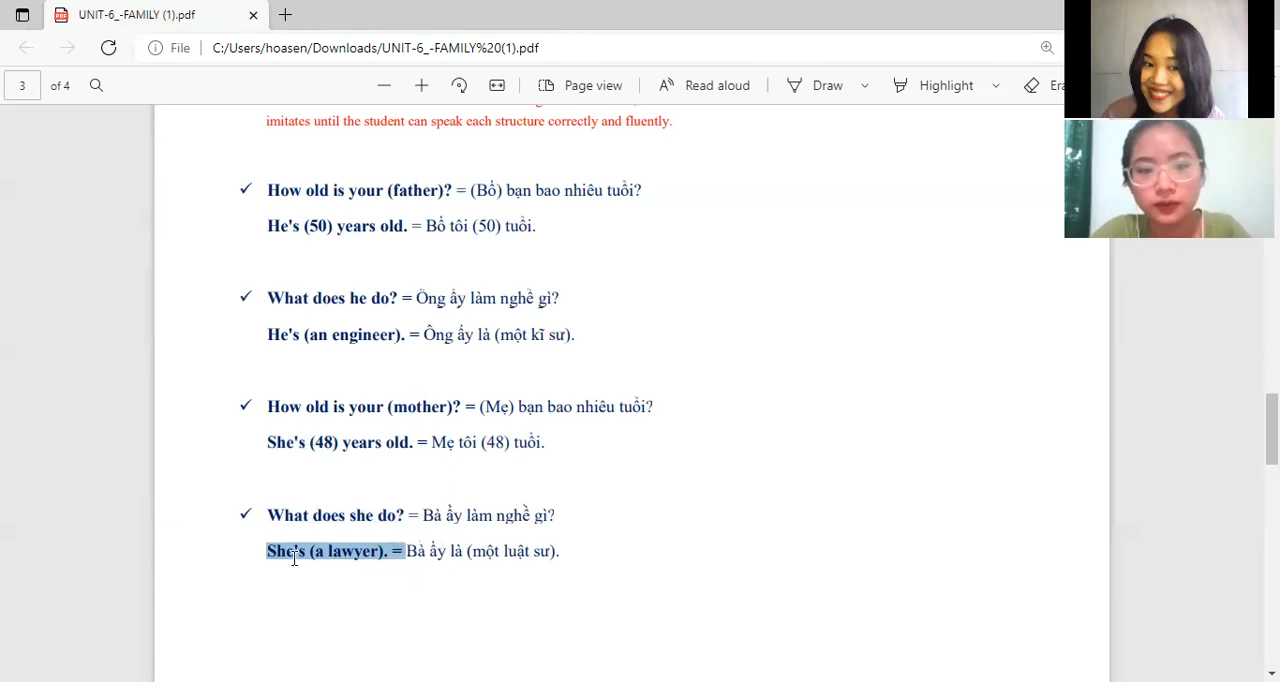 UNIT-6_-FAMILY (1).pdf
File
C:/Users/hoasen/Downloads/UNIT-6_-FAMILY%20(1).pdf
3 of 4
Page view
Read aloud
Draw
Highlight
imitates until the student can speak each structure correctly and fluently.
✓ How old is your (father)? = (Bố) bạn bao nhiêu tuổi?
He's (50) years old. = Bố tôi (50) tuổi.
✓ What does he do? = Ông ấy làm nghề gì?
He's (an engineer). = Ông ấy là (một kĩ sư).
✓ How old is your (mother)? = (Mẹ) bạn bao nhiêu tuổi?
She's (48) years old. = Mẹ tôi (48) tuổi.
✓ What does she do? = Bà ấy làm nghề gì?
She's (a lawyer). = Bà ấy là (một luật sư).